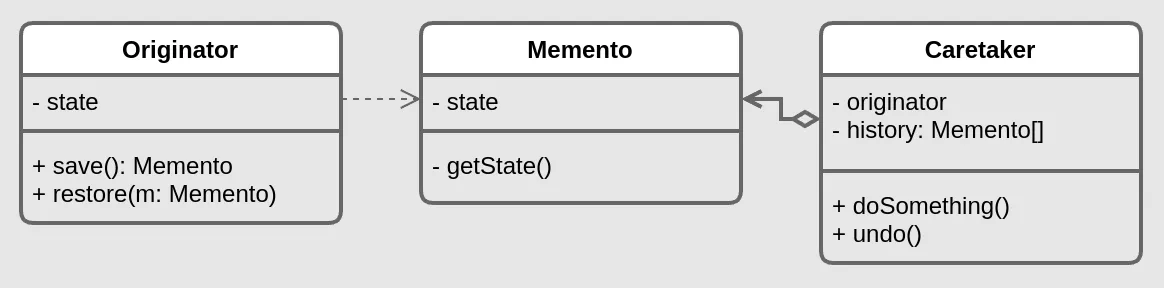 Originator
- state
+ save(): Memento
+ restore(m: Memento)
Memento
- state
- getState()
Caretaker
- originator
- history: Memento[]
+ doSomething()
+ undo()